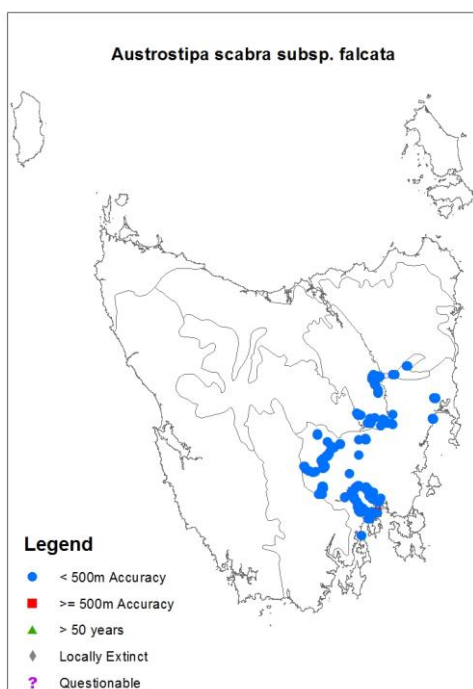 Austrostipa scabra subsp. falcata
Legend
< 500m Accuracy
>= 500m Accuracy
> 50 years
Locally Extinct
? Questionable